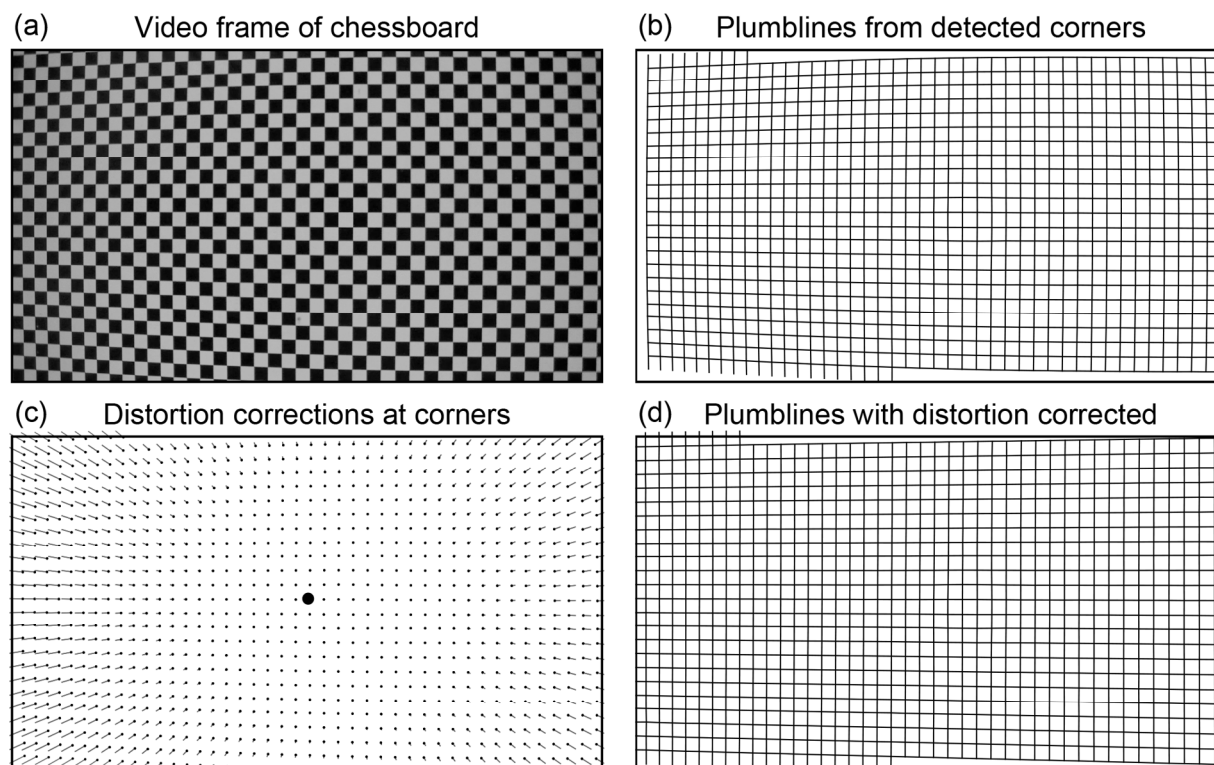 (a) Video frame of chessboard
(b) Plumblines from detected corners
(c) Distortion corrections at corners
(d) Plumblines with distortion corrected